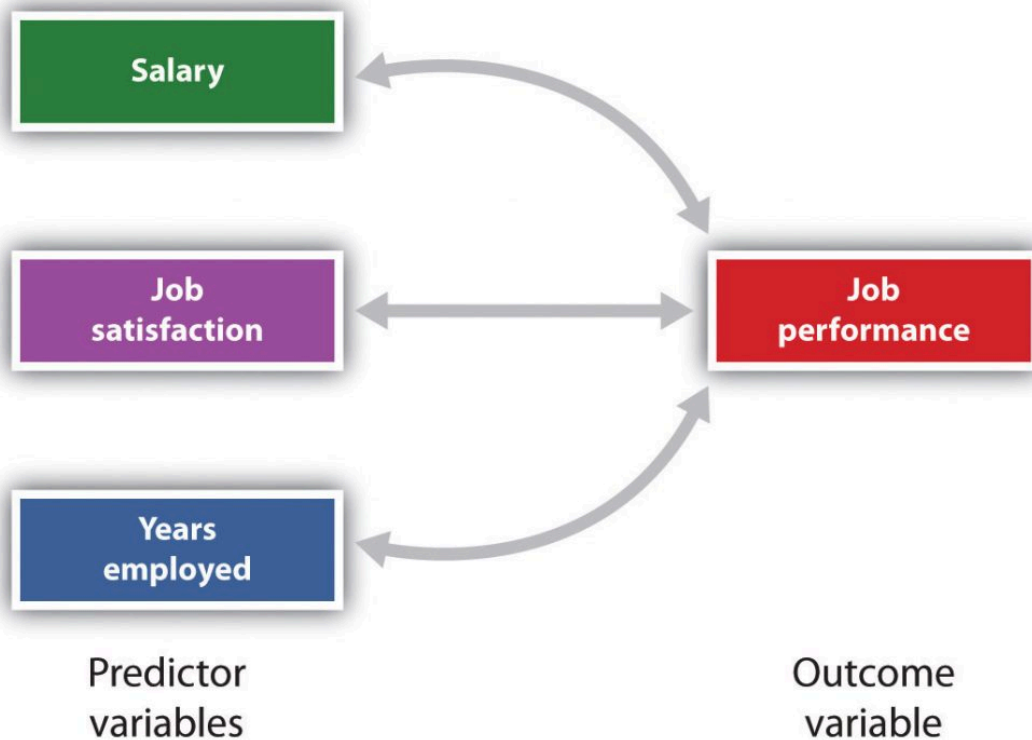 Salary
Job
satisfaction
Job
performance
Years
employed
Predictor
variables
Outcome
variable